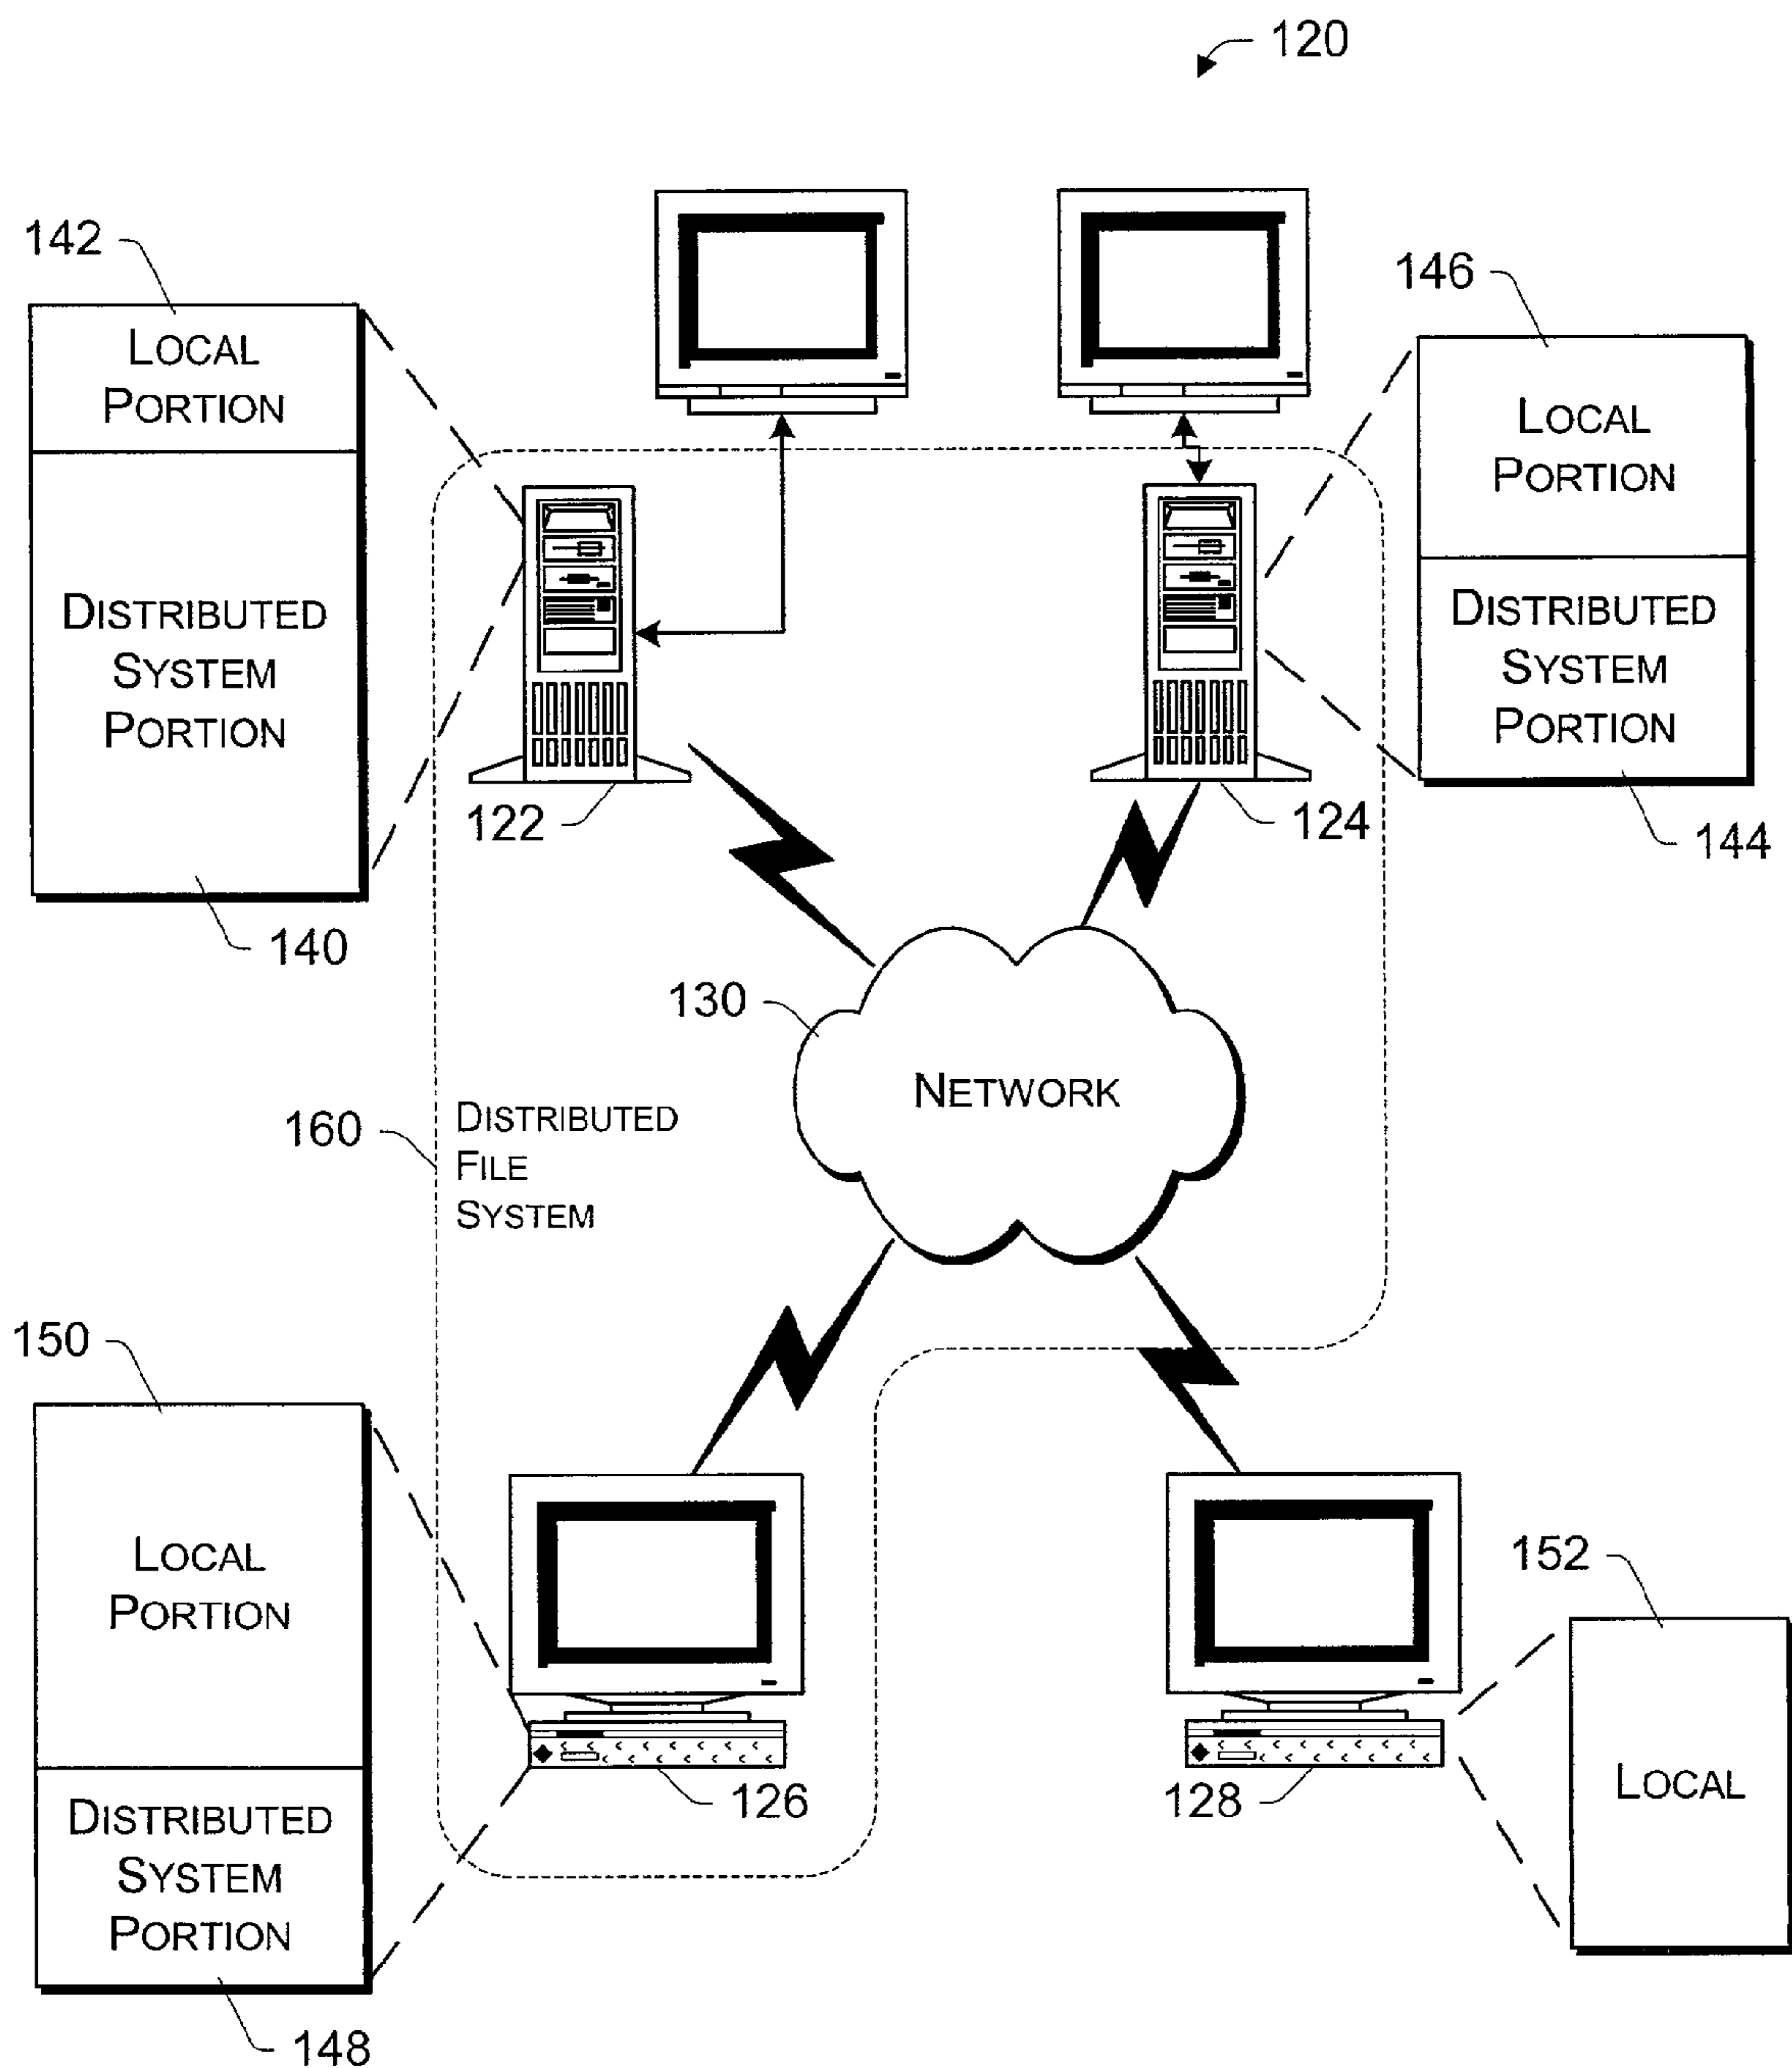 120
142
LOCAL
PORTION
DISTRIBUTED
SYSTEM
PORTION
140
146
LOCAL
PORTION
DISTRIBUTED
SYSTEM
PORTION
144
122
124
130
NETWORK
160
DISTRIBUTED
FILE
SYSTEM
150
LOCAL
PORTION
DISTRIBUTED
SYSTEM
PORTION
148
126
128
152
LOCAL